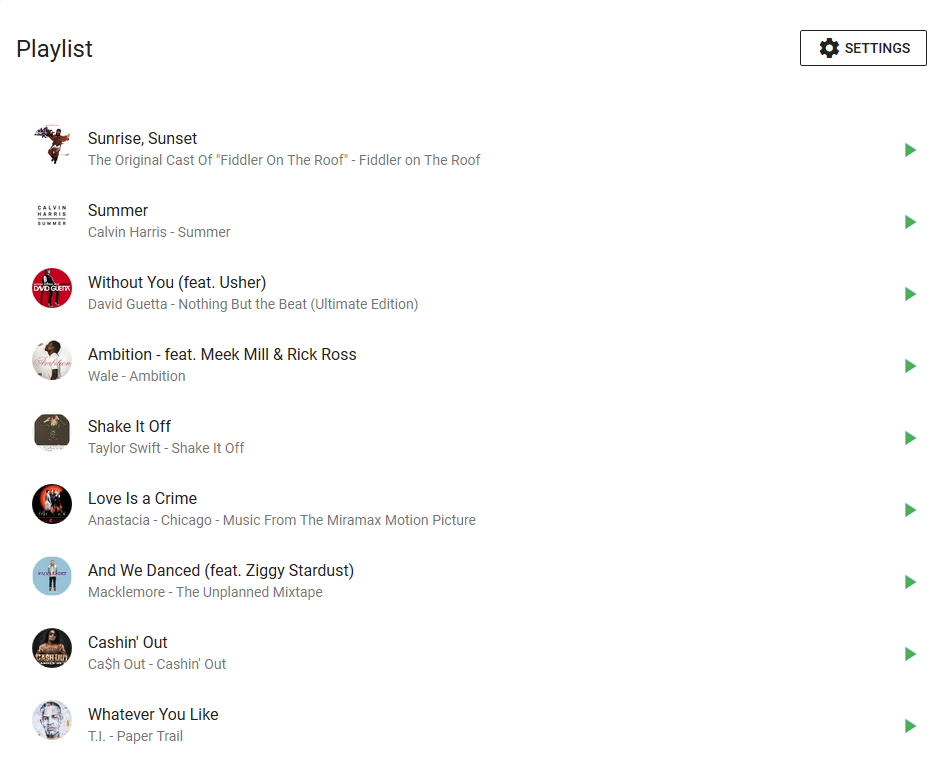 Playlist
SETTINGS
Sunrise, Sunset
The Original Cast Of "Fiddler On The Roof" - Fiddler on The Roof
CALVIN
HARRIS
SUMMER
Summer
Calvin Harris - Summer
DAVID GUETTA
Without You (feat. Usher)
David Guetta - Nothing But the Beat (Ultimate Edition)
Ambition
Ambition - feat. Meek Mill & Rick Ross
Wale - Ambition
Shake It Off
Taylor Swift - Shake It Off
Love Is a Crime
Anastacia - Chicago - Music From The Miramax Motion Picture
And We Danced (feat. Ziggy Stardust)
Macklemore - The Unplanned Mixtape
CA$H OUT
Cashin' Out
Ca$h Out - Cashin' Out
Whatever You Like
T.I. - Paper Trail